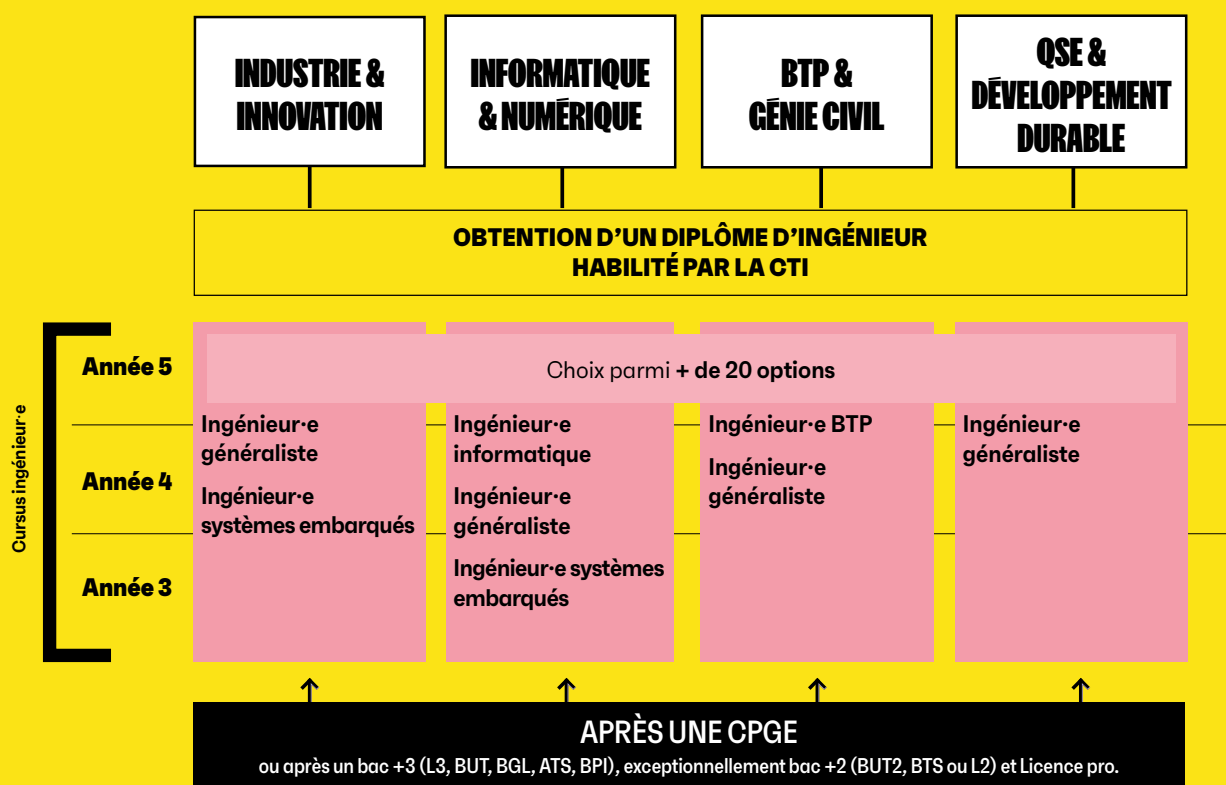 INDUSTRIE &
INNOVATION
INFORMATIQUE
& NUMÉRIQUE
BTP &
GÉNIE CIVIL
QSE &
DÉVELOPPEMENT
DURABLE
OBTENTION D’UN DIPLÔME D’INGÉNIEUR
HABILITÉ PAR LA CTI
Cursus ingénieur·e
Année 5
Année 4
Année 3
Choix parmi + de 20 options
Ingénieur·e
généraliste
Ingénieur·e
systèmes embarqués
Ingénieur·e
informatique
Ingénieur·e
généraliste
Ingénieur·e systèmes
embarqués
Ingénieur·e BTP
Ingénieur·e
généraliste
Ingénieur·e
généraliste
APRÈS UNE CPGE
ou après un bac +3 (L3, BUT, BGL, ATS, BPI), exceptionnellement bac +2 (BUT2, BTS ou L2) et Licence pro.